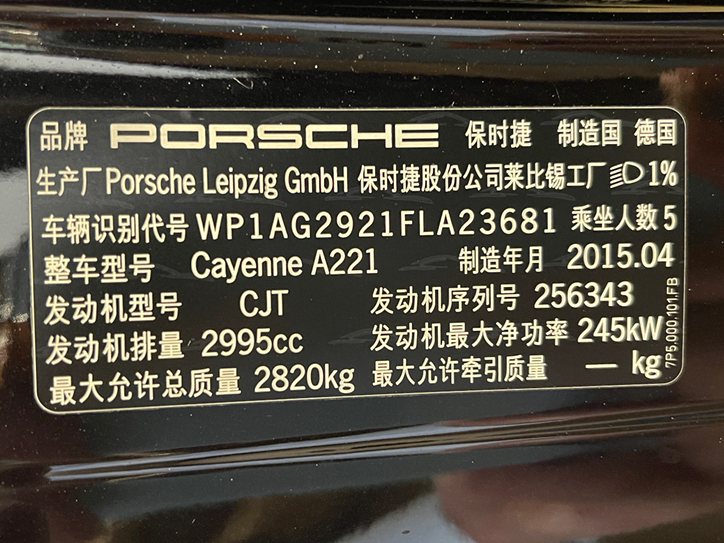 品牌 PORSCHE 保时捷 制造国 德国
生产厂 Porsche Leipzig GmbH 保时捷股份公司莱比锡工厂 1%
车辆识别代号 WP1AG2921FLA23681 乘坐人数 5
整车型号 Cayenne A221 制造年月 2015.04
发动机型号 CJT 发动机序列号 256343
发动机排量 2995cc 发动机最大净功率 245kW
最大允许总质量 2820kg 最大允许牵引质量 — kg
7P5.000.101.FB